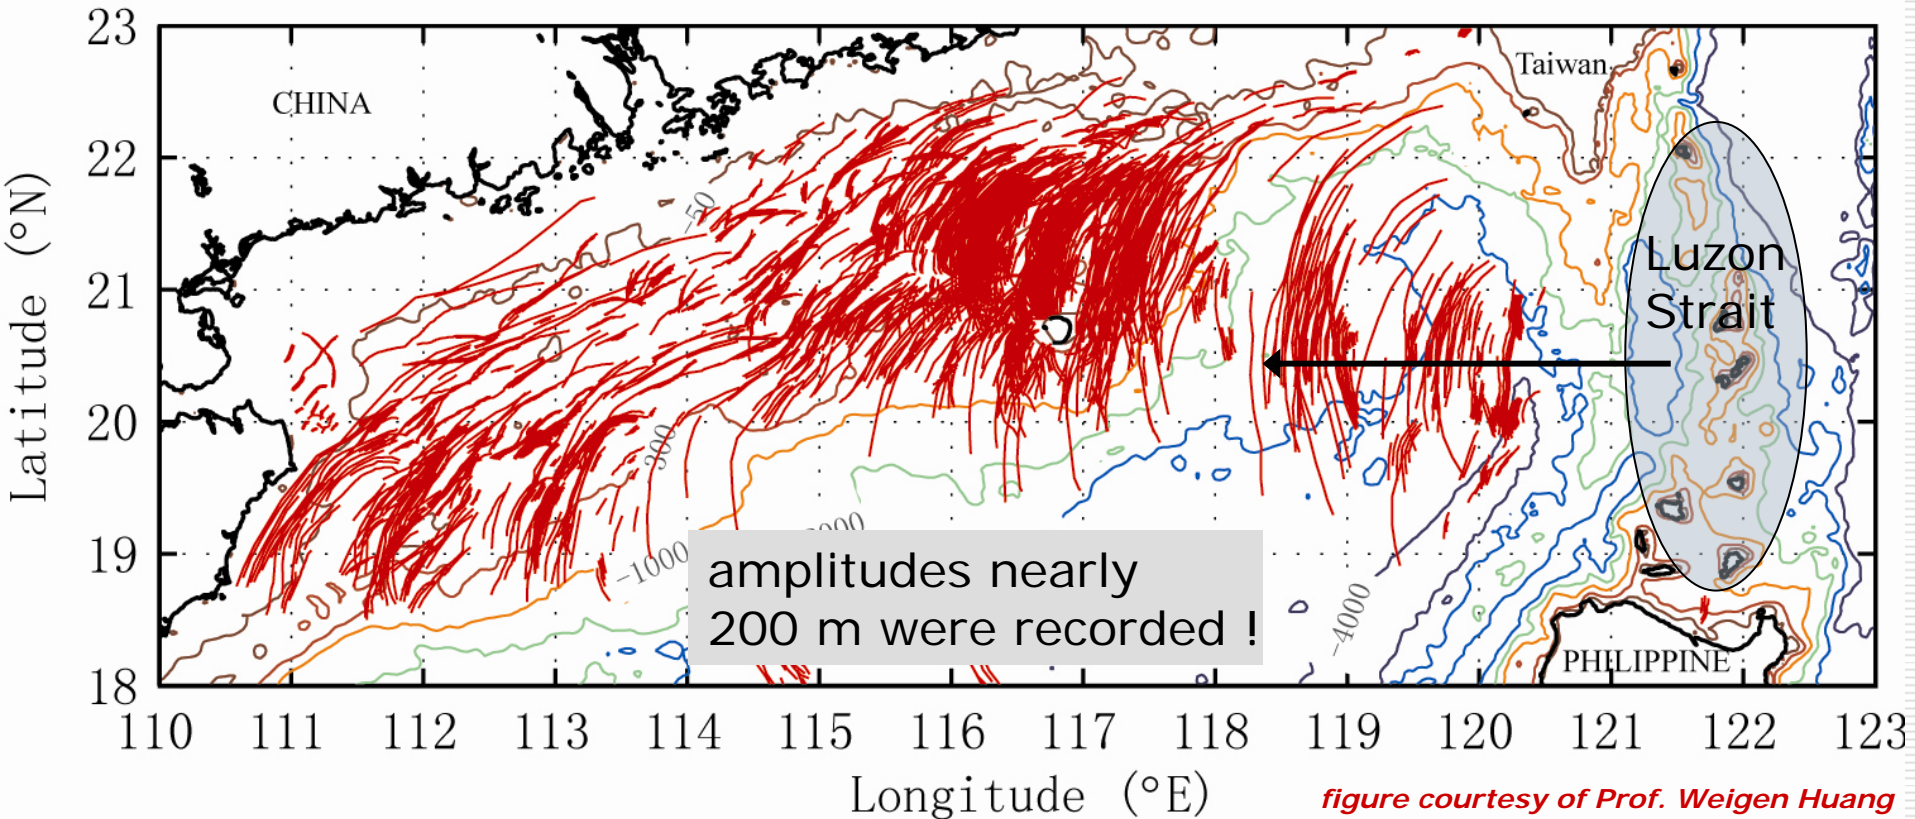 23
22
21
20
19
18
Latitude (°N)
CHINA
Taiwan
-50
Luzon
Strait
3000
-1000
-4000
amplitudes nearly
200 m were recorded !
PHILIPPINE
110 111 112 113 114 115 116 117 118 119 120 121 122 123
Longitude (°E)
figure courtesy of Prof. Weigen Huang